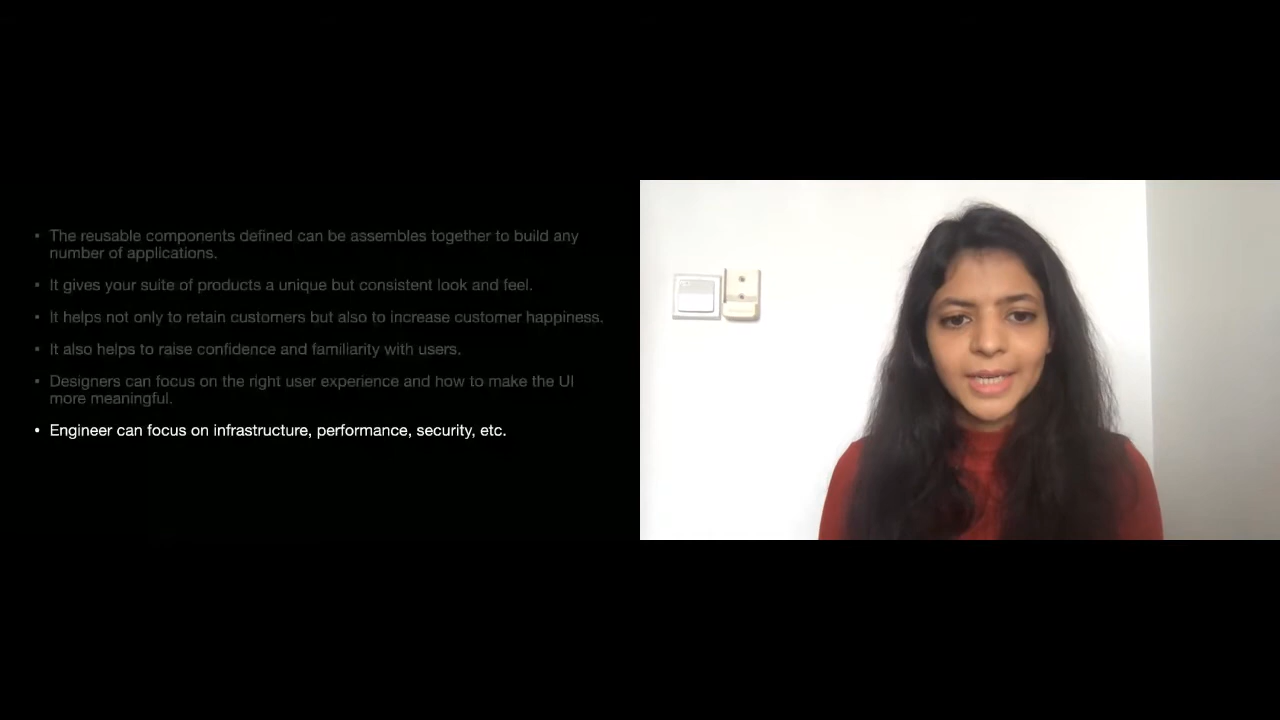 • The reusable components defined can be assembles together to build any
number of applications.
• It gives your suite of products a unique but consistent look and feel.
• It helps not only to retain customers but also to increase customer happiness.
• It also helps to raise confidence and familiarity with users.
• Designers can focus on the right user experience and how to make the UI
more meaningful.
• Engineer can focus on infrastructure, performance, security, etc.